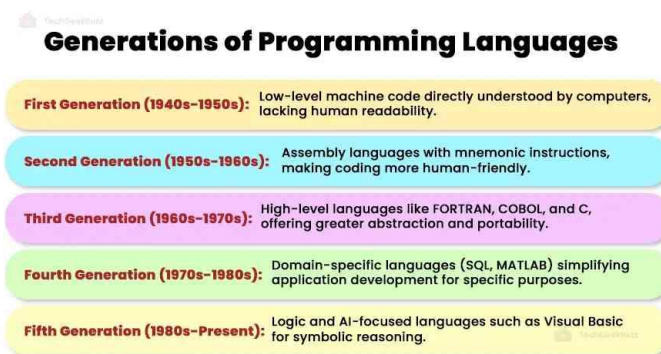 Generations of Programming Languages
First Generation (1940s-1950s): Low-level machine code directly understood by computers,
lacking human readability.
Second Generation (1950s-1960s): Assembly languages with mnemonic instructions,
making coding more human-friendly.
Third Generation (1960s-1970s): High-level languages like FORTRAN, COBOL, and C,
offering greater abstraction and portability.
Fourth Generation (1970s-1980s): Domain-specific languages (SQL, MATLAB) simplifying
application development for specific purposes.
Fifth Generation (1980s-Present): Logic and AI-focused languages such as Visual Basic
for symbolic reasoning.